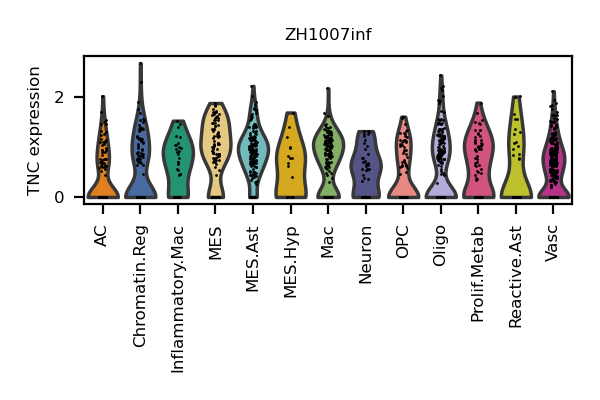 ZH1007inf
TNC expression
2
0
AC
Chromatin.Reg
Inflammatory.Mac
MES
MES.Ast
MES.Hyp
Mac
Neuron
OPC
Oligo
Prolif.Metab
Reactive.Ast
Vasc